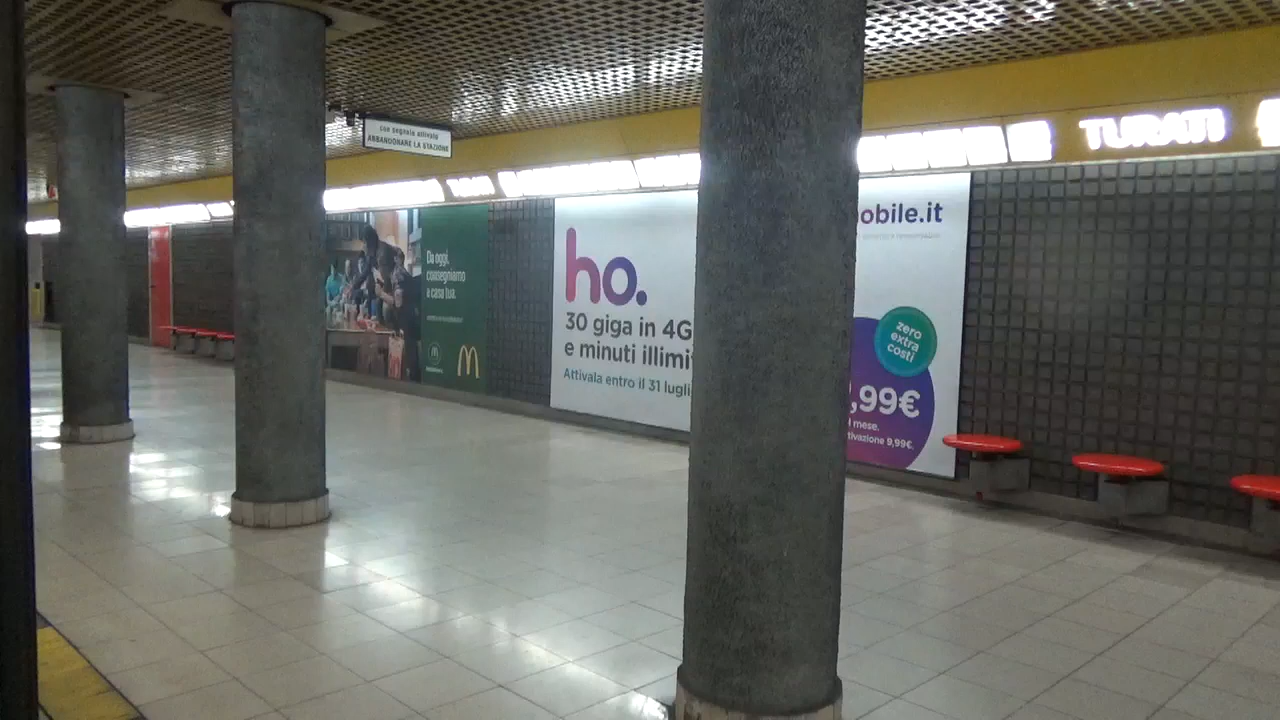 con segnale attivato
ABBANDONARE LA STAZIONE
TURATI
Da oggi,
consegniamo
a casa tua.
ho.
30 giga in 4G
e minuti illimi
Attivala entro il 31 lugli
obile.it
zero
extra
costi
,99€
mese.
tivazione 9,99€.